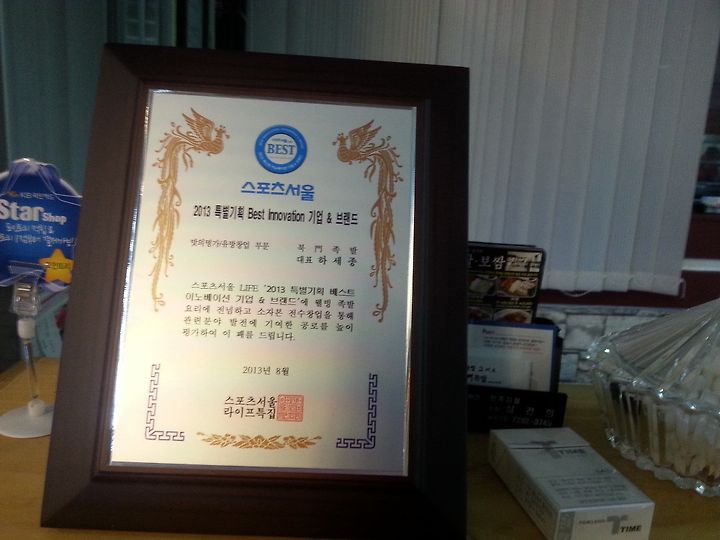 BEST
스포츠서울
2013 특별기획 Best Innovation 기업 & 브랜드
맛의명가/유망창업 부문
북 門 족 발
대표 하 세 종
스포츠서울 LIFE '2013 특별기획 베스트
이노베이션 기업 & 브랜드'에 웰빙 족발
요리에 전념하고 소자본 전수창업을 통해
관련분야 발전에 기여한 공로를 높이
평가하여 이 패를 드립니다.
2013년 8월
스포츠서울
라이프특집
Star Shop
보쌈
TIME
TIME